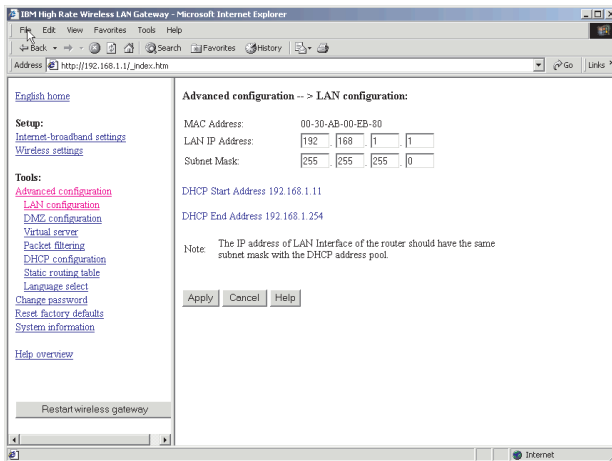 IBM High Rate Wireless LAN Gateway - Microsoft Internet Explorer
File Edit View Favorites Tools Help
Back Search Favorites History
Address http://192.168.1.1/_index.htm Go Links
English home
Setup:
Internet-broadband settings
Wireless settings
Tools:
Advanced configuration
LAN configuration
DMZ configuration
Virtual server
Packet filtering
DHCP configuration
Static routing table
Language select
Change password
Reset factory defaults
System information
Help overview
Restart wireless gateway
Advanced configuration -- > LAN configuration:
MAC Address: 00-30-AB-00-EB-80
LAN IP Address: 192 . 168 . 1 . 1
Subnet Mask: 255 . 255 . 255 . 0
DHCP Start Address 192.168.1.11
DHCP End Address 192.168.1.254
Note: The IP address of LAN Interface of the router should have the same
subnet mask with the DHCP address pool.
Apply Cancel Help
Internet